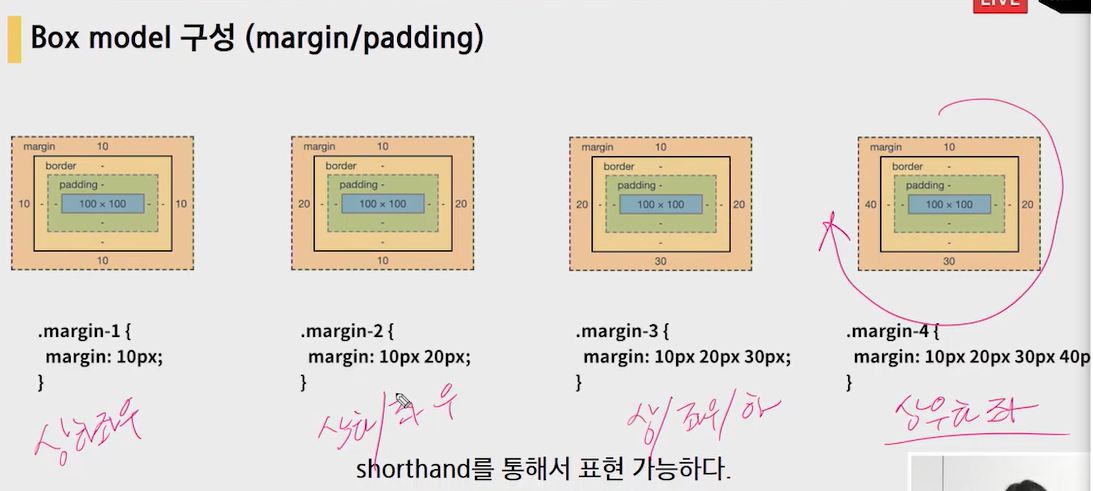 LIVE
Box model 구성 (margin/padding)
margin 10
border -
padding -
10 - - 100 × 100 - - 10
-
-
10
margin 10
border -
padding -
20 - - 100 × 100 - - 20
-
-
10
margin 10
border -
padding -
20 - - 100 × 100 - - 20
-
-
30
margin 10
border -
padding -
40 - - 100 × 100 - - 20
-
-
30
.margin-1 {
margin: 10px;
}
상하좌우
.margin-2 {
margin: 10px 20px;
}
상하/좌우
.margin-3 {
margin: 10px 20px 30px;
}
상/좌우/하
.margin-4 {
margin: 10px 20px 30px 40p
}
상우하좌
shorthand를 통해서 표현 가능하다.